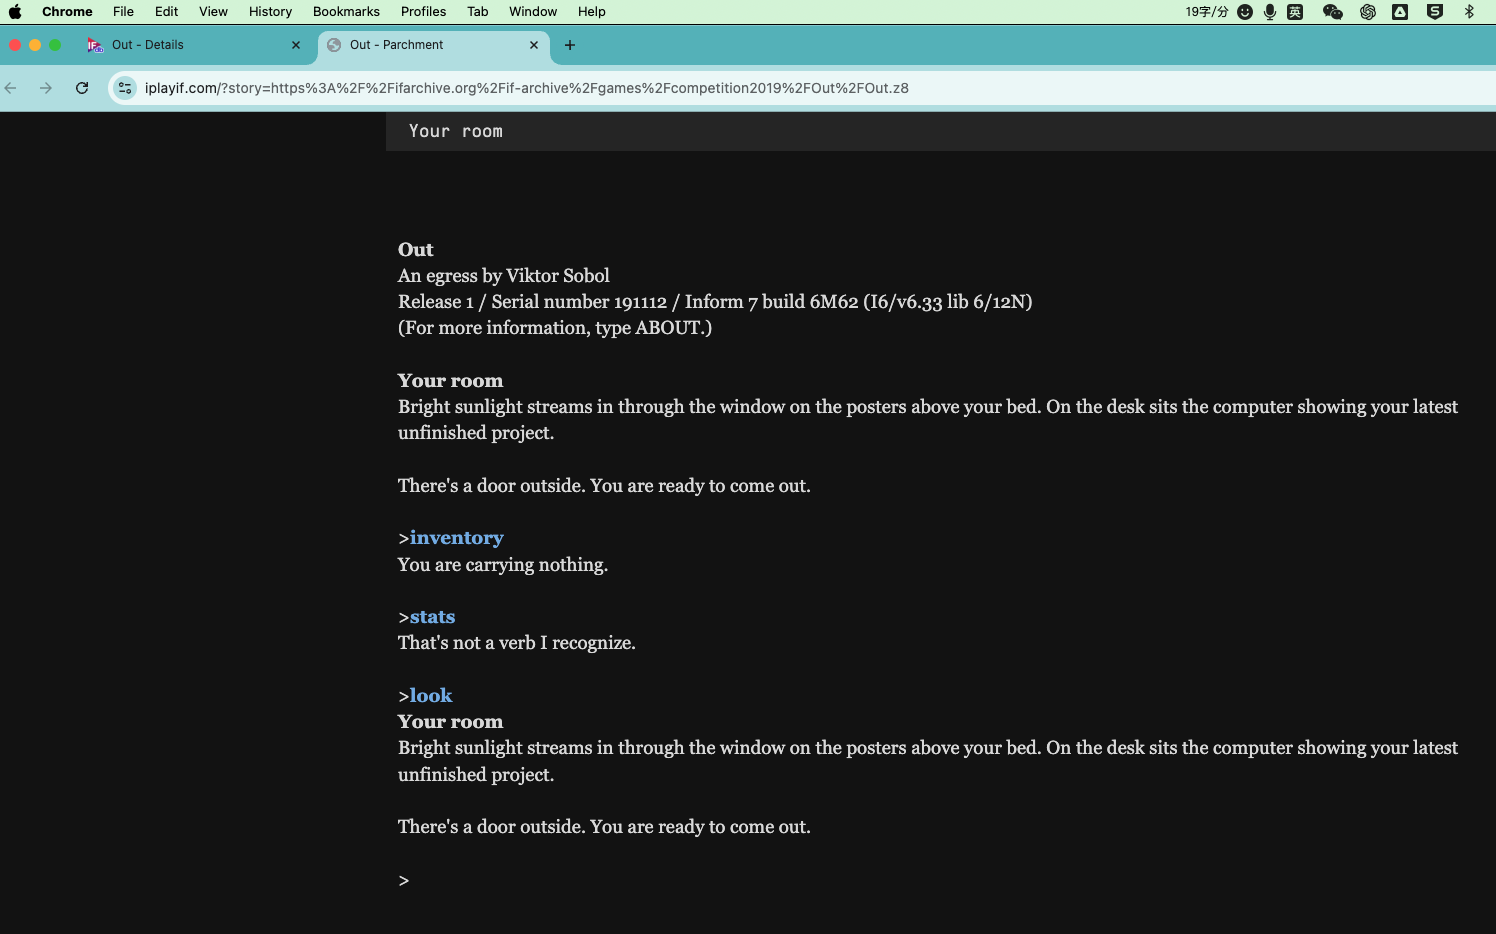 Chrome File Edit View History Bookmarks Profiles Tab Window Help 19字/分 英
Out - Details Out - Parchment
iplayif.com/?story=https%3A%2F%2Fifarchive.org%2Fif-archive%2Fgames%2Fcompetition2019%2FOut%2FOut.z8
Your room
Out
An egress by Viktor Sobol
Release 1 / Serial number 191112 / Inform 7 build 6M62 (I6/v6.33 lib 6/12N)
(For more information, type ABOUT.)
Your room
Bright sunlight streams in through the window on the posters above your bed. On the desk sits the computer showing your latest
unfinished project.
There's a door outside. You are ready to come out.
>inventory
You are carrying nothing.
>stats
That's not a verb I recognize.
>look
Your room
Bright sunlight streams in through the window on the posters above your bed. On the desk sits the computer showing your latest
unfinished project.
There's a door outside. You are ready to come out.
>